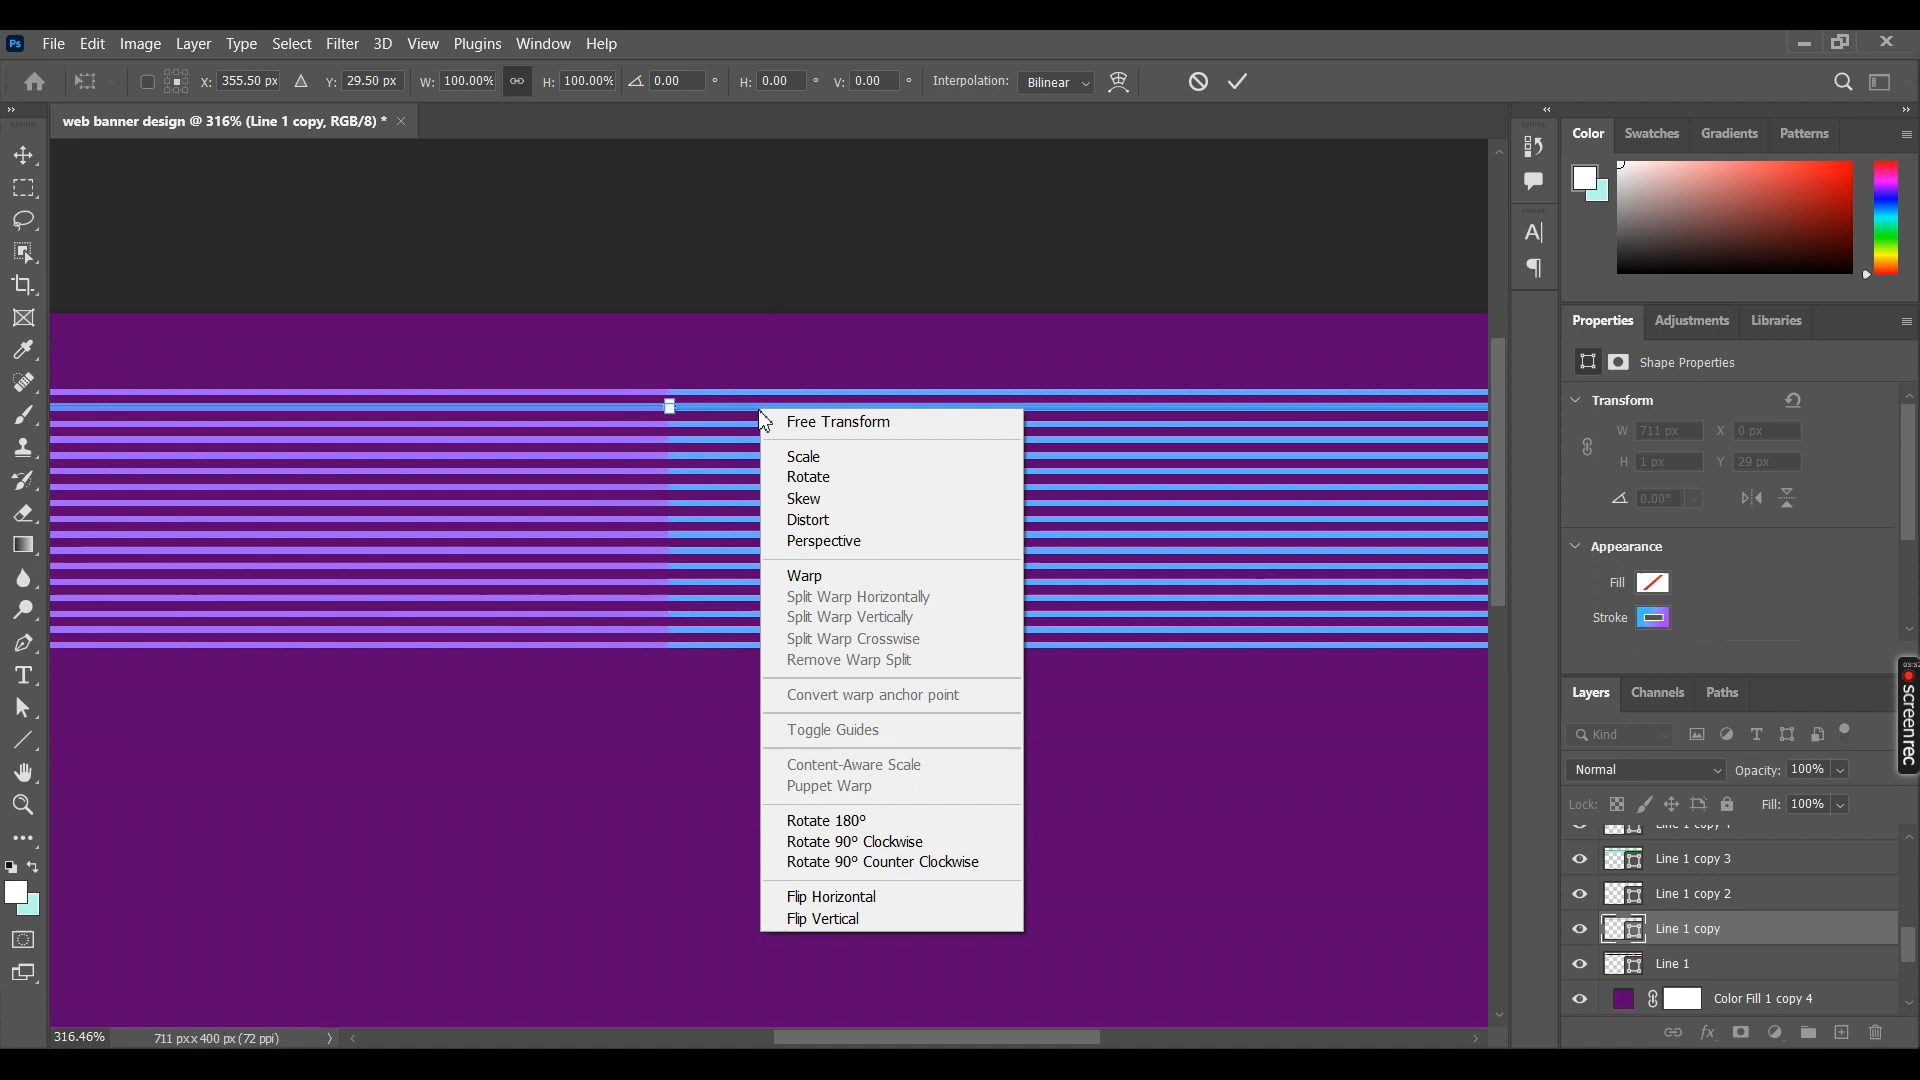 Ps File Edit Image Layer Type Select Filter 3D View Plugins Window Help
X: 355.50 px Y: 29.50 px W: 100.00% H: 100.00% 0.00 ° H: 0.00 ° V: 0.00 ° Interpolation: Bilinear
web banner design @ 316% (Line 1 copy, RGB/8) *
Color Swatches Gradients Patterns
Properties Adjustments Libraries
Shape Properties
Transform
W 711 px X 0 px
H 1 px Y 29 px
0.00°
Appearance
Fill
Stroke
Free Transform
Scale
Rotate
Skew
Distort
Perspective
Warp
Split Warp Horizontally
Split Warp Vertically
Split Warp Crosswise
Remove Warp Split
Convert warp anchor point
Toggle Guides
Content-Aware Scale
Puppet Warp
Rotate 180°
Rotate 90° Clockwise
Rotate 90° Counter Clockwise
Flip Horizontal
Flip Vertical
Layers Channels Paths
Kind
Normal Opacity: 100%
Lock: Fill: 100%
Line 1 copy 3
Line 1 copy 2
Line 1 copy
Line 1
Color Fill 1 copy 4
screenrec
316.46% 711 px x 400 px (72 ppi)